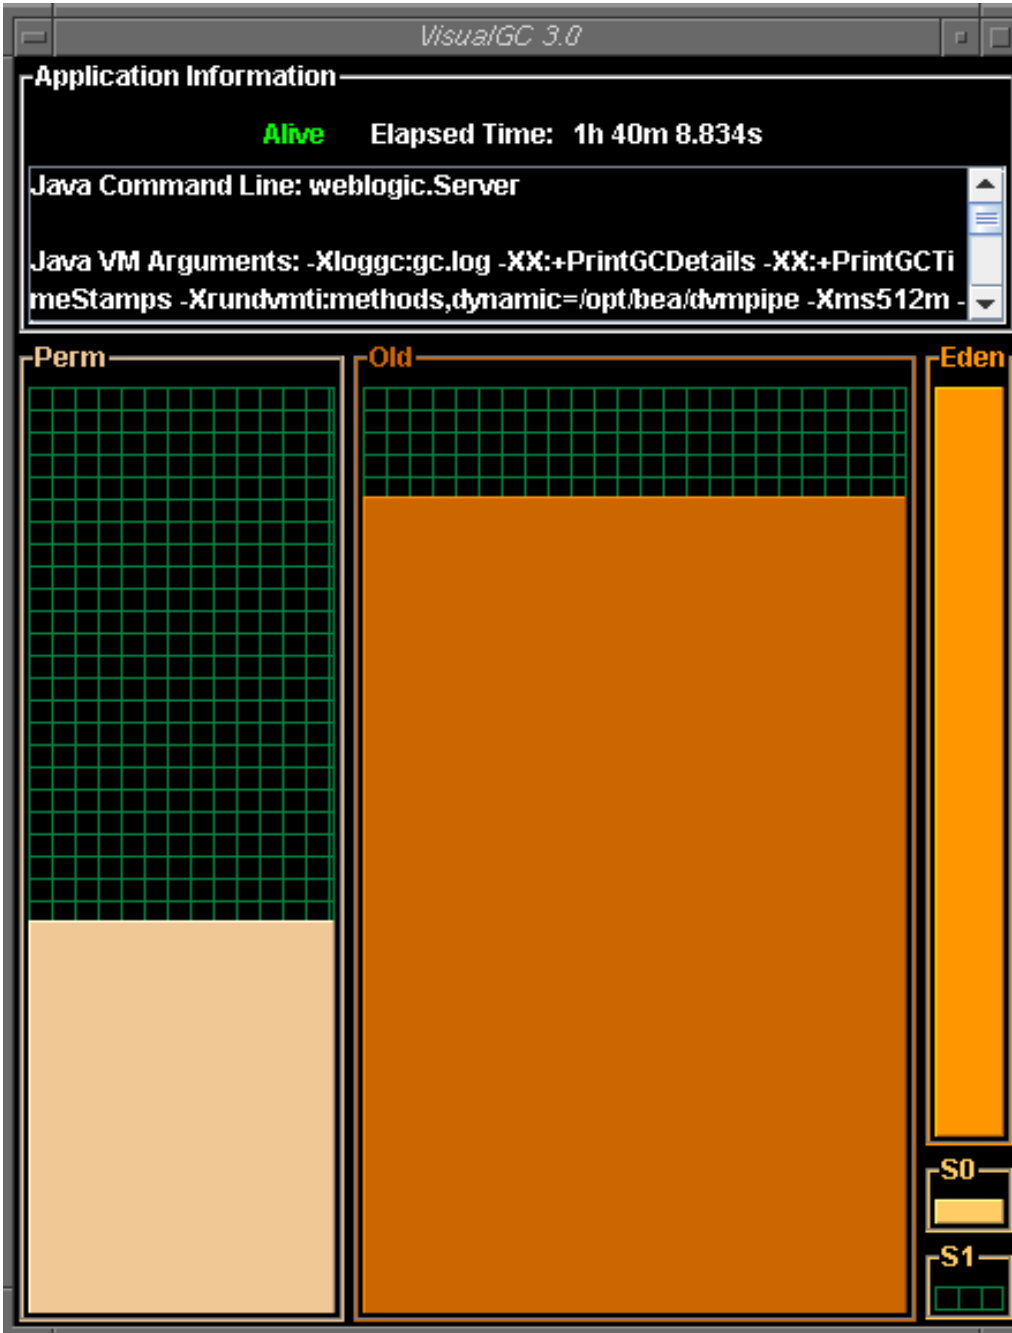 VisualGC 3.0
Application Information
Alive Elapsed Time: 1h 40m 8.834s
Java Command Line: weblogic.Server
Java VM Arguments: -Xloggc:gc.log -XX:+PrintGCDetails -XX:+PrintGCTi
meStamps -Xrundvmti:methods,dynamic=/opt/bea/dvmpipe -Xms512m -
Perm
Old
Eden
S0
S1